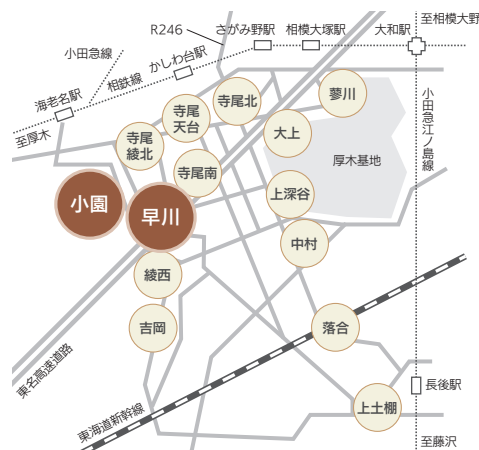 至相模大野
R246
さがみ野駅
相模大塚駅
大和駅
小田急線
かしわ台駅
相鉄線
海老名駅
至厚木
小田急江ノ島線
寺尾北
蓼川
寺尾
天台
大上
寺尾
綾北
厚木基地
寺尾南
上深谷
小園
早川
中村
綾西
吉岡
落合
東名高速道路
長後駅
上土棚
東海道新幹線
至藤沢